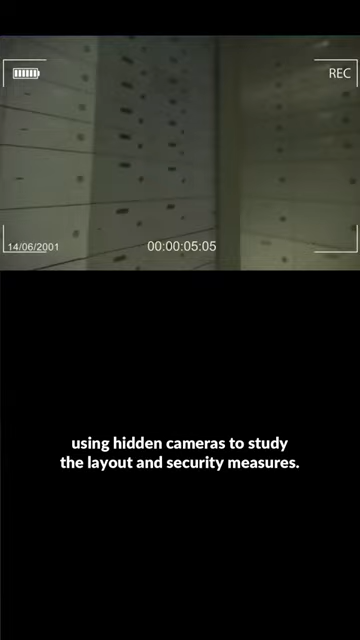 REC
14/06/2001
00:00:05:05
using hidden cameras to study
the layout and security measures.